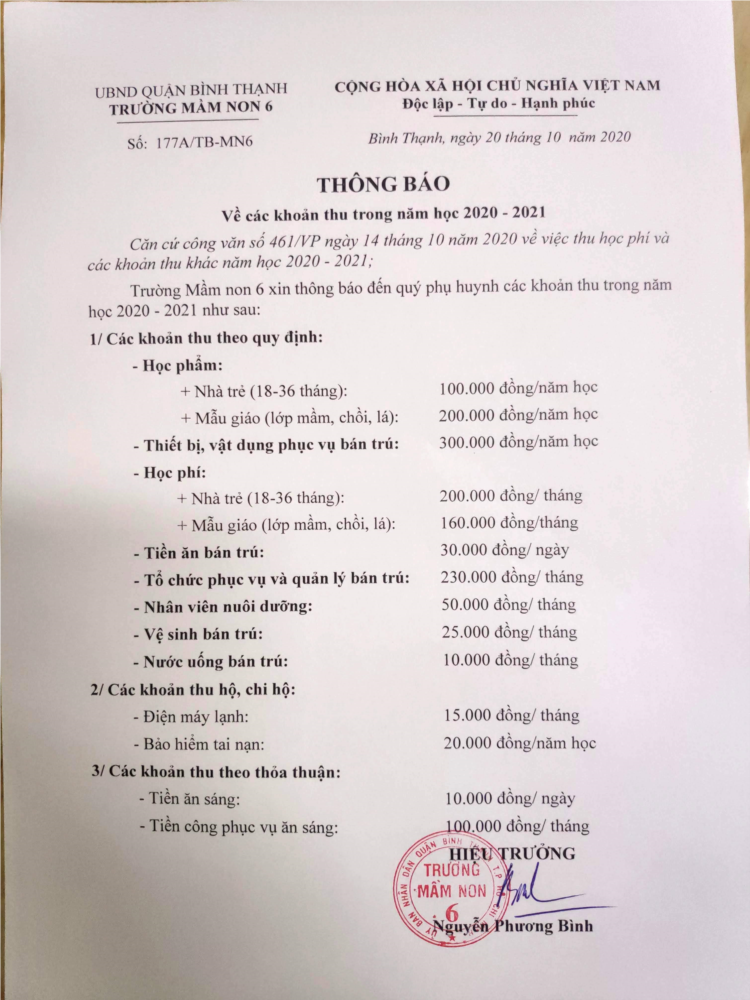 UBND QUẬN BÌNH THẠNH
TRƯỜNG MẦM NON 6
Số: 177A/TB-MN6
CỘNG HÒA XÃ HỘI CHỦ NGHĨA VIỆT NAM
Độc lập - Tự do - Hạnh phúc
Bình Thạnh, ngày 20 tháng 10 năm 2020
THÔNG BÁO
Về các khoản thu trong năm học 2020 - 2021
Căn cứ công văn số 461/VP ngày 14 tháng 10 năm 2020 về việc thu học phí và
các khoản thu khác năm học 2020 - 2021;
Trường Mầm non 6 xin thông báo đến quý phụ huynh các khoản thu trong năm
học 2020 - 2021 như sau:
1/ Các khoản thu theo quy định:
- Học phẩm:
+ Nhà trẻ (18-36 tháng): 100.000 đồng/năm học
+ Mẫu giáo (lớp mầm, chồi, lá): 200.000 đồng/năm học
- Thiết bị, vật dụng phục vụ bán trú: 300.000 đồng/năm học
- Học phí:
+ Nhà trẻ (18-36 tháng): 200.000 đồng/ tháng
+ Mẫu giáo (lớp mầm, chồi, lá): 160.000 đồng/tháng
- Tiền ăn bán trú: 30.000 đồng/ ngày
- Tổ chức phục vụ và quản lý bán trú: 230.000 đồng/ tháng
- Nhân viên nuôi dưỡng: 50.000 đồng/ tháng
- Vệ sinh bán trú: 25.000 đồng/ tháng
- Nước uống bán trú: 10.000 đồng/ tháng
2/ Các khoản thu hộ, chi hộ:
- Điện máy lạnh: 15.000 đồng/ tháng
- Bảo hiểm tai nạn: 20.000 đồng/năm học
3/ Các khoản thu theo thỏa thuận:
- Tiền ăn sáng: 10.000 đồng/ ngày
- Tiền công phục vụ ăn sáng: 100.000 đồng/ tháng
HIỆU TRƯỞNG
ỦY BAN NHÂN DÂN QUẬN BÌNH
TRƯỜNG
MẦM NON
6
Nguyễn Phương Bình